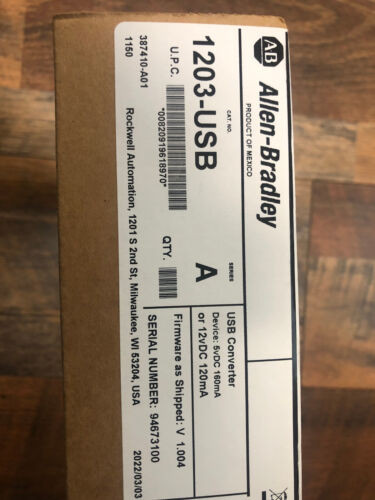 AB
Allen-Bradley
PRODUCT OF MEXICO
CAT. NO.
1203-USB
SERIES
A
U.P.C.
*00820919618970*
QTY.
387410-A01
1150
Rockwell Automation, 1201 S 2nd St, Milwaukee, WI 53204, USA
USB Converter
Device: 5vDC 160mA
or 12vDC 120mA
Firmware as Shipped: V 1.004
SERIAL NUMBER: 94673100
2022/03/03